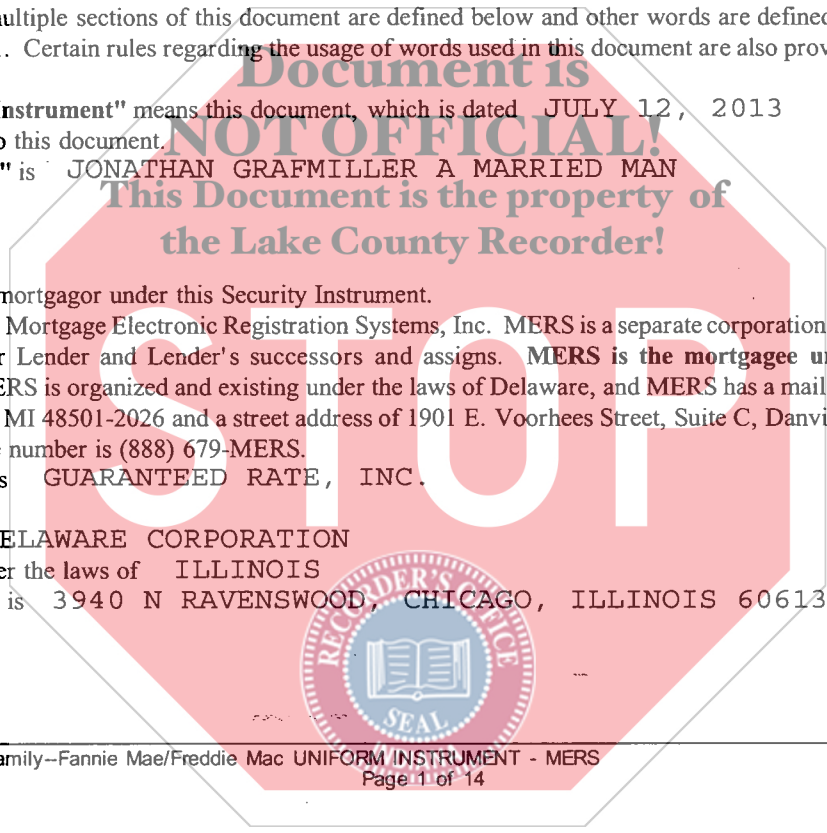 ultiple sections of this document are defined below and other words are defined
. Certain rules regarding the usage of words used in this document are also prov
Document is
nstrument" means this document, which is dated JULY 12, 2013
NOT OFFICIAL!
o this document.
" is JONATHAN GRAFMILLER A MARRIED MAN
This Document is the property of
the Lake County Recorder!
mortgagor under this Security Instrument.
Mortgage Electronic Registration Systems, Inc. MERS is a separate corporation
r Lender and Lender's successors and assigns. MERS is the mortgagee u
ERS is organized and existing under the laws of Delaware, and MERS has a mail
MI 48501-2026 and a street address of 1901 E. Voorhees Street, Suite C, Danvi
e number is (888) 679-MERS.
STOP
s GUARANTEED RATE, INC.
ELAWARE CORPORATION
er the laws of ILLINOIS
is 3940 N RAVENSWOOD, CHICAGO, ILLINOIS 60613
RECORDER'S OFFICE
SEAL
INDIANA
amily--Fannie Mae/Freddie Mac UNIFORM INSTRUMENT - MERS
Page 1 of 14